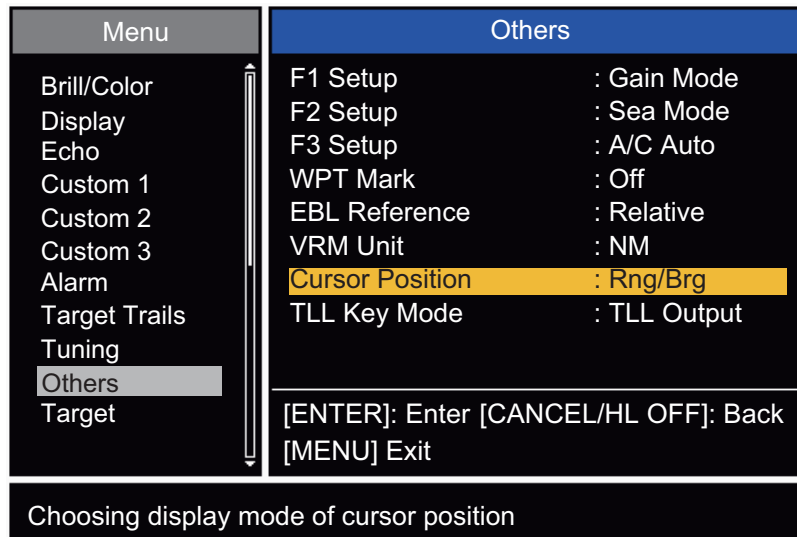 Menu
Brill/Color
Display
Echo
Custom 1
Custom 2
Custom 3
Alarm
Target Trails
Tuning
Others
Target
Others
F1 Setup : Gain Mode
F2 Setup : Sea Mode
F3 Setup : A/C Auto
WPT Mark : Off
EBL Reference : Relative
VRM Unit : NM
Cursor Position : Rng/Brg
TLL Key Mode : TLL Output
[ENTER]: Enter [CANCEL/HL OFF]: Back
[MENU] Exit
Choosing display mode of cursor position